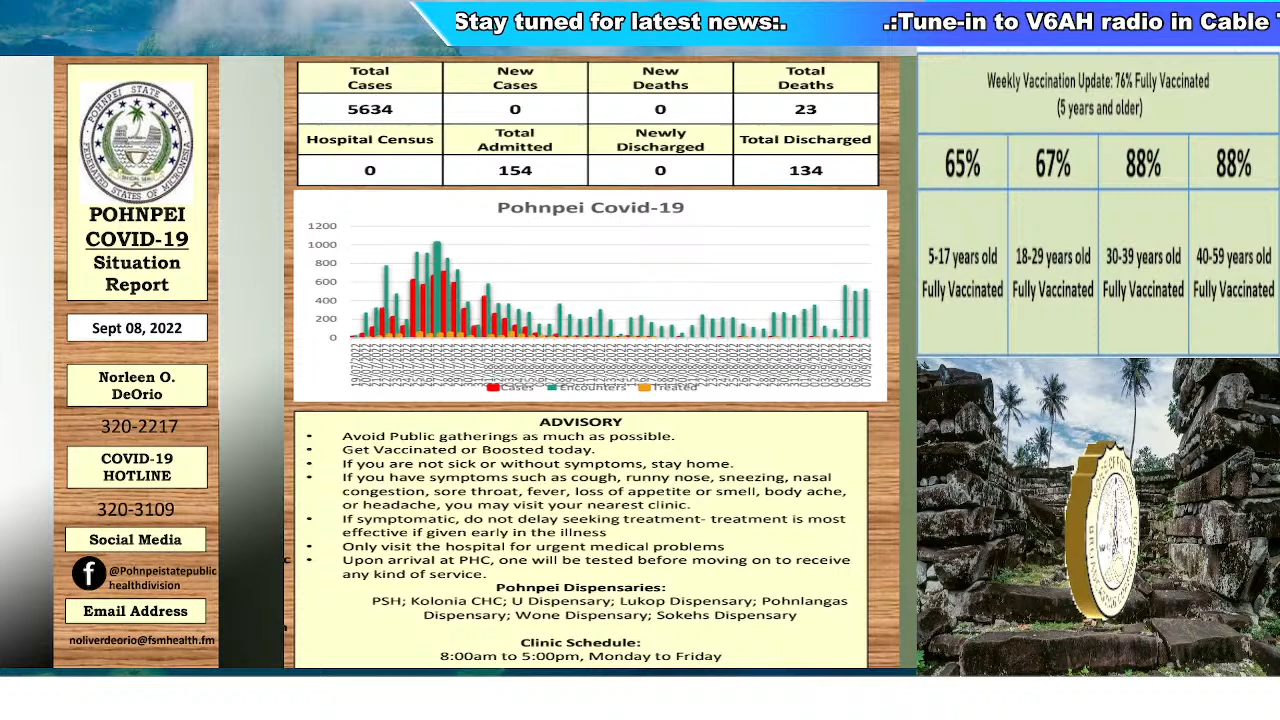 Stay tuned for latest news:.
.:Tune-in to V6AH radio in Cable
POHNPEI STATE SEAL
FEDERATED STATES OF MICRONESIA
POHNPEI
COVID-19
Situation
Report
Sept 08, 2022
Norleen O.
DeOrio
320-2217
COVID-19
HOTLINE
320-3109
Social Media
@Pohnpeistatepublic
healthdivision
Email Address
noliverdeorio@fsmhealth.fm
Total Cases
New Cases
New Deaths
Total Deaths
5634
0
0
23
Hospital Census
Total Admitted
Newly Discharged
Total Discharged
0
154
0
134
Pohnpei Covid-19
1200
1000
800
600
400
200
0
Cases
Encounters
Treated
ADVISORY
• Avoid Public gatherings as much as possible.
• Get Vaccinated or Boosted today.
• If you are not sick or without symptoms, stay home.
• If you have symptoms such as cough, runny nose, sneezing, nasal
congestion, sore throat, fever, loss of appetite or smell, body ache,
or headache, you may visit your nearest clinic.
• If symptomatic, do not delay seeking treatment- treatment is most
effective if given early in the illness
• Only visit the hospital for urgent medical problems
• Upon arrival at PHC, one will be tested before moving on to receive
any kind of service.
Pohnpei Dispensaries:
PSH; Kolonia CHC; U Dispensary; Lukop Dispensary; Pohnlangas
Dispensary; Wone Dispensary; Sokehs Dispensary
Clinic Schedule:
8:00am to 5:00pm, Monday to Friday
Weekly Vaccination Update: 76% Fully Vaccinated
(5 years and older)
65%
67%
88%
88%
5-17 years old
Fully Vaccinated
18-29 years old
Fully Vaccinated
30-39 years old
Fully Vaccinated
40-59 years old
Fully Vaccinated